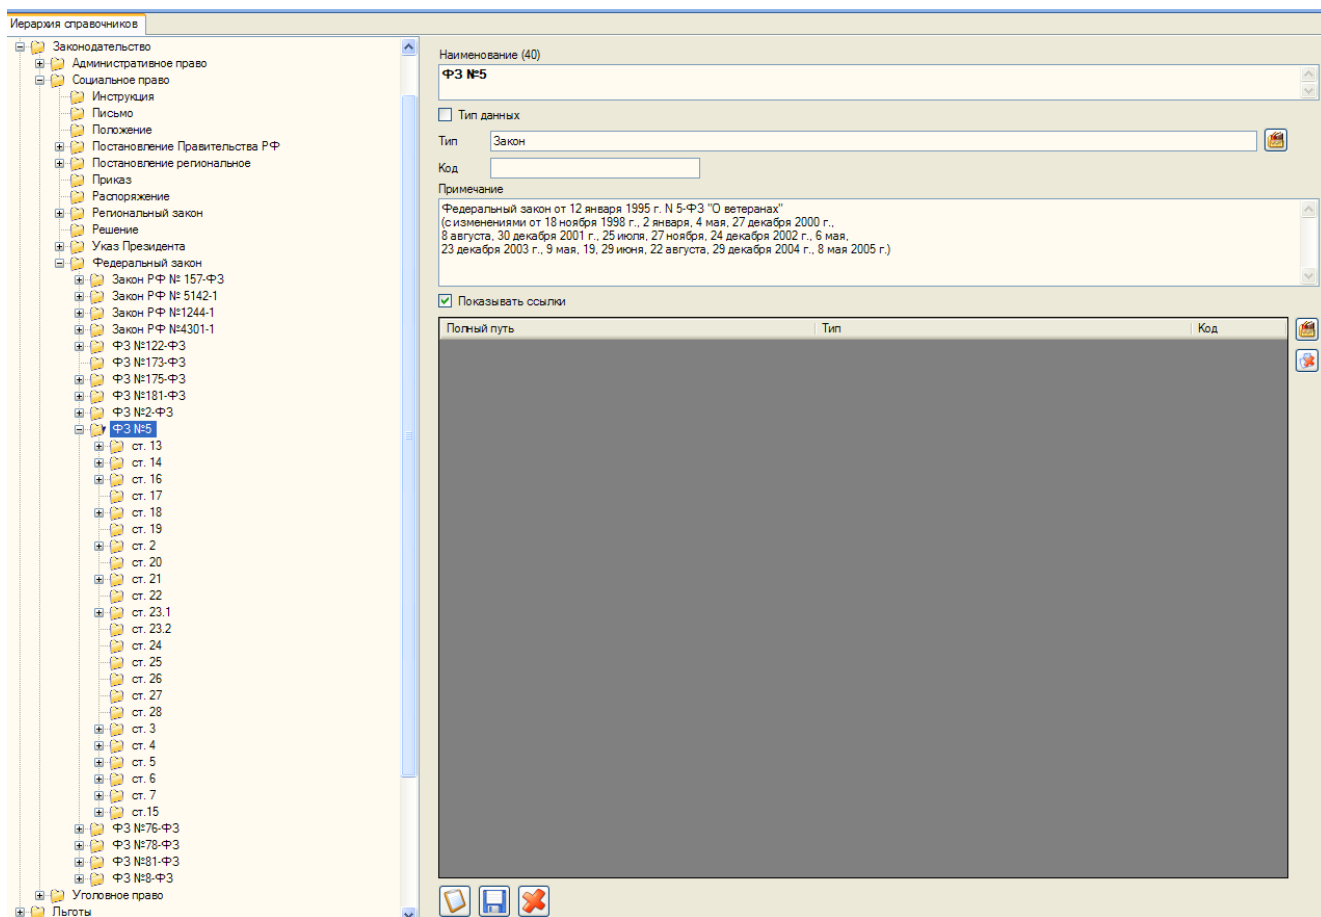 Иерархия справочников
Законодательство
Административное право
Социальное право
Инструкция
Письмо
Положение
Постановление Правительства РФ
Постановление региональное
Приказ
Распоряжение
Региональный закон
Решение
Указ Президента
Федеральный закон
Закон РФ № 157-ФЗ
Закон РФ № 5142-1
Закон РФ №1244-1
Закон РФ №4301-1
ФЗ №122-ФЗ
ФЗ №173-ФЗ
ФЗ №175-ФЗ
ФЗ №181-ФЗ
ФЗ №2-ФЗ
ФЗ №5
ст. 13
ст. 14
ст. 16
ст. 17
ст. 18
ст. 19
ст. 2
ст. 20
ст. 21
ст. 22
ст. 23.1
ст. 23.2
ст. 24
ст. 25
ст. 26
ст. 27
ст. 28
ст. 3
ст. 4
ст. 5
ст. 6
ст. 7
ст.15
ФЗ №76-ФЗ
ФЗ №78-ФЗ
ФЗ №81-ФЗ
ФЗ №8-ФЗ
Уголовное право
Льготы
Наименование (40)
ФЗ №5
Тип данных
Тип Закон
Код
Примечание
Федеральный закон от 12 января 1995 г. N 5-ФЗ "О ветеранах"
(с изменениями от 18 ноября 1998 г., 2 января, 4 мая, 27 декабря 2000 г.,
8 августа, 30 декабря 2001 г., 25 июля, 27 ноября, 24 декабря 2002 г., 6 мая,
23 декабря 2003 г., 9 мая, 19, 29 июня, 22 августа, 29 декабря 2004 г., 8 мая 2005 г.)
Показывать ссылки
Полный путь Тип Код